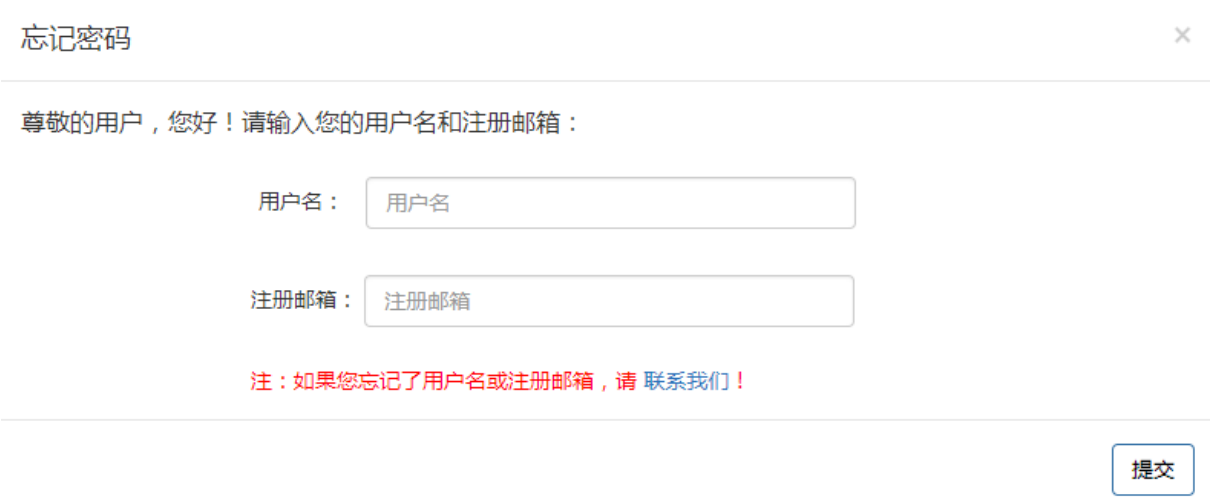 忘记密码 ×
尊敬的用户，您好！请输入您的用户名和注册邮箱：
用户名： 用户名
注册邮箱： 注册邮箱
注：如果您忘记了用户名或注册邮箱，请 联系我们！
提交